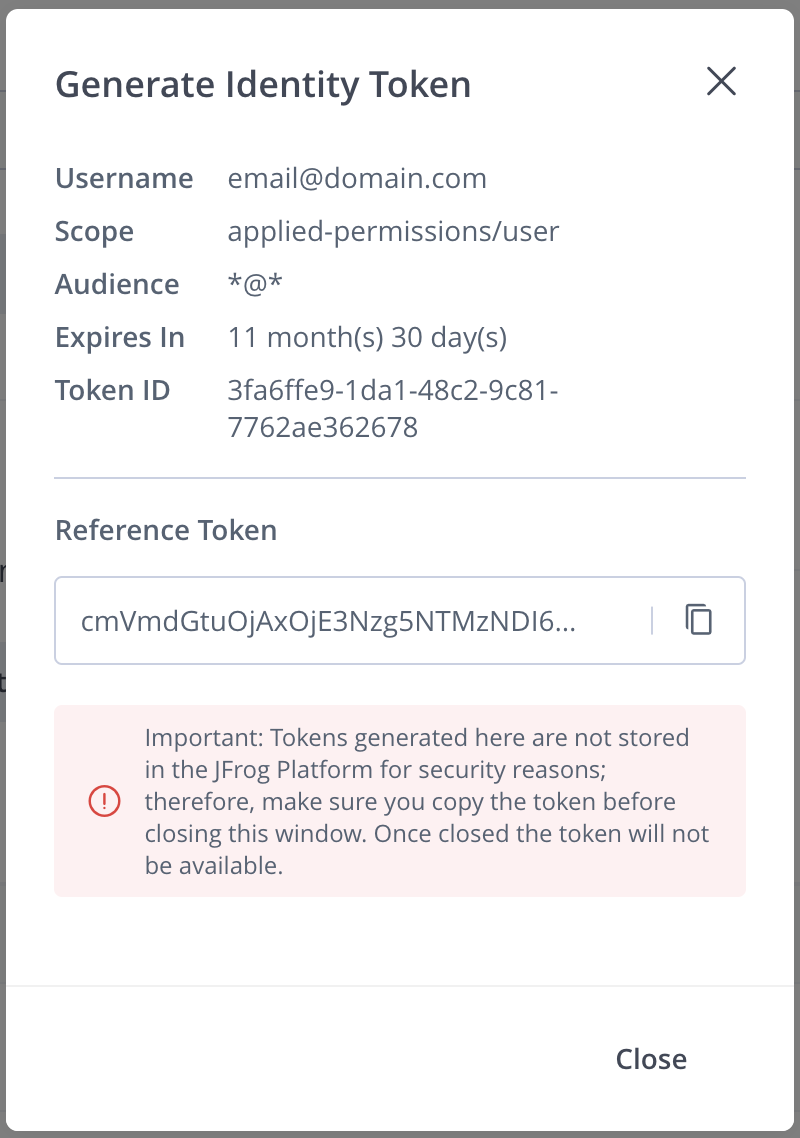 Generate Identity Token
Username email@domain.com
Scope applied-permissions/user
Audience *@*
Expires In 11 month(s) 30 day(s)
Token ID 3fa6ffe9-1da1-48c2-9c81-
7762ae362678
Reference Token
cmVmdGtuOjAxOjE3Nzg5NTMzNDI6...
Important: Tokens generated here are not stored
in the JFrog Platform for security reasons;
therefore, make sure you copy the token before
closing this window. Once closed the token will not
be available.
Close